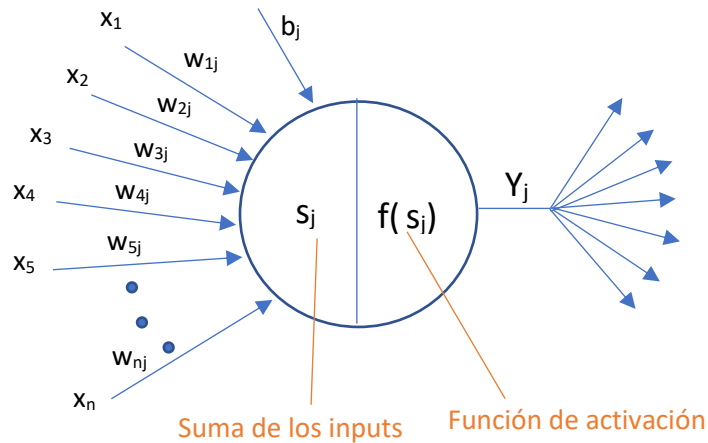 x1
w1j
bj
x2
w2j
x3
w3j
x4
w4j
x5
w5j
sj
f( sj)
Yj
wnj
xn
Suma de los inputs
Función de activación